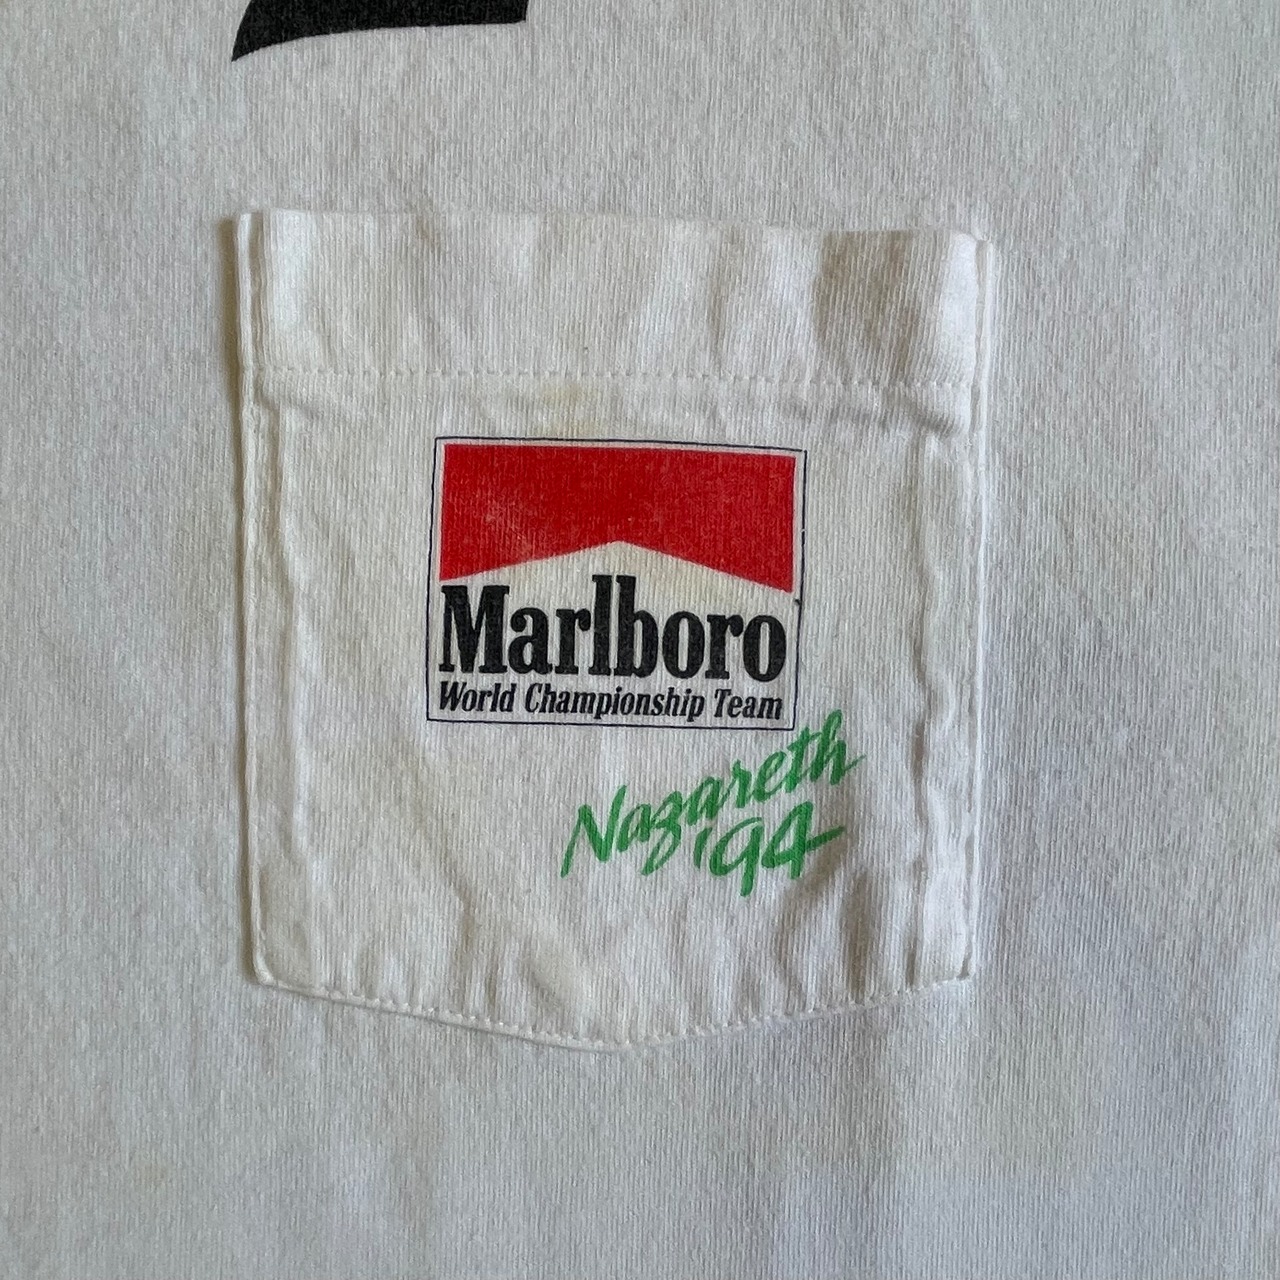 Marlboro
World Championship Team
Nazareth
'94